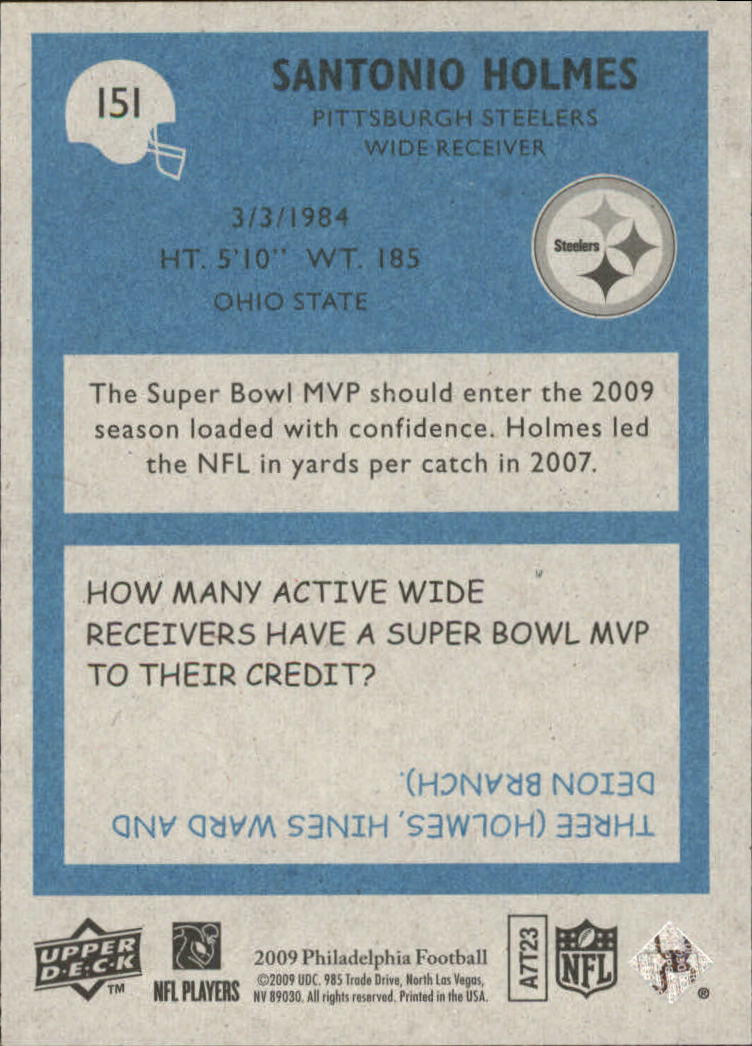 151
SANTONIO HOLMES
PITTSBURGH STEELERS
WIDE RECEIVER
3/3/1984
HT. 5'10" WT. 185
OHIO STATE
Steelers
The Super Bowl MVP should enter the 2009
season loaded with confidence. Holmes led
the NFL in yards per catch in 2007.
HOW MANY ACTIVE WIDE
RECEIVERS HAVE A SUPER BOWL MVP
TO THEIR CREDIT?
THREE (HOLMES, HINES WARD AND
DEION BRANCH).
UPPER
D·E·C·K
TM
NFL PLAYERS
2009 Philadelphia Football
©2009 UDC. 985 Trade Drive, North Las Vegas,
NV 89030. All rights reserved. Printed in the USA.
A7T23
NFL
®